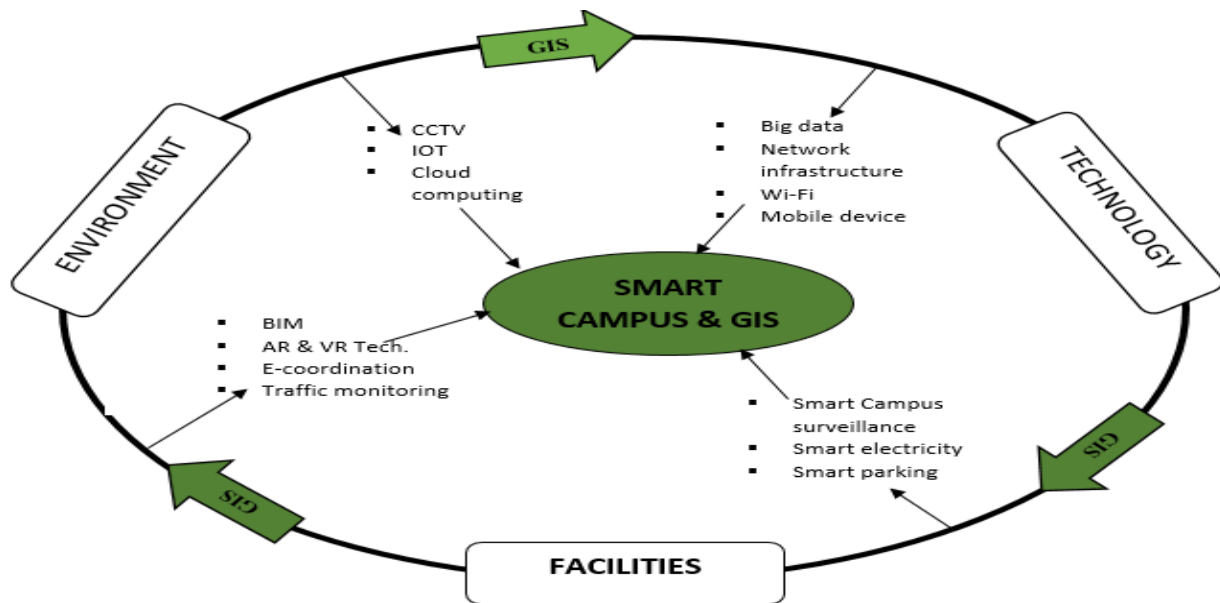 GIS
ENVIRONMENT
TECHNOLOGY
▪ CCTV
▪ IOT
▪ Cloud
computing
▪ Big data
▪ Network
infrastructure
▪ Wi-Fi
▪ Mobile device
SMART
CAMPUS & GIS
▪ BIM
▪ AR & VR Tech.
▪ E-coordination
▪ Traffic monitoring
▪ Smart Campus
surveillance
▪ Smart electricity
▪ Smart parking
GIS
GIS
FACILITIES